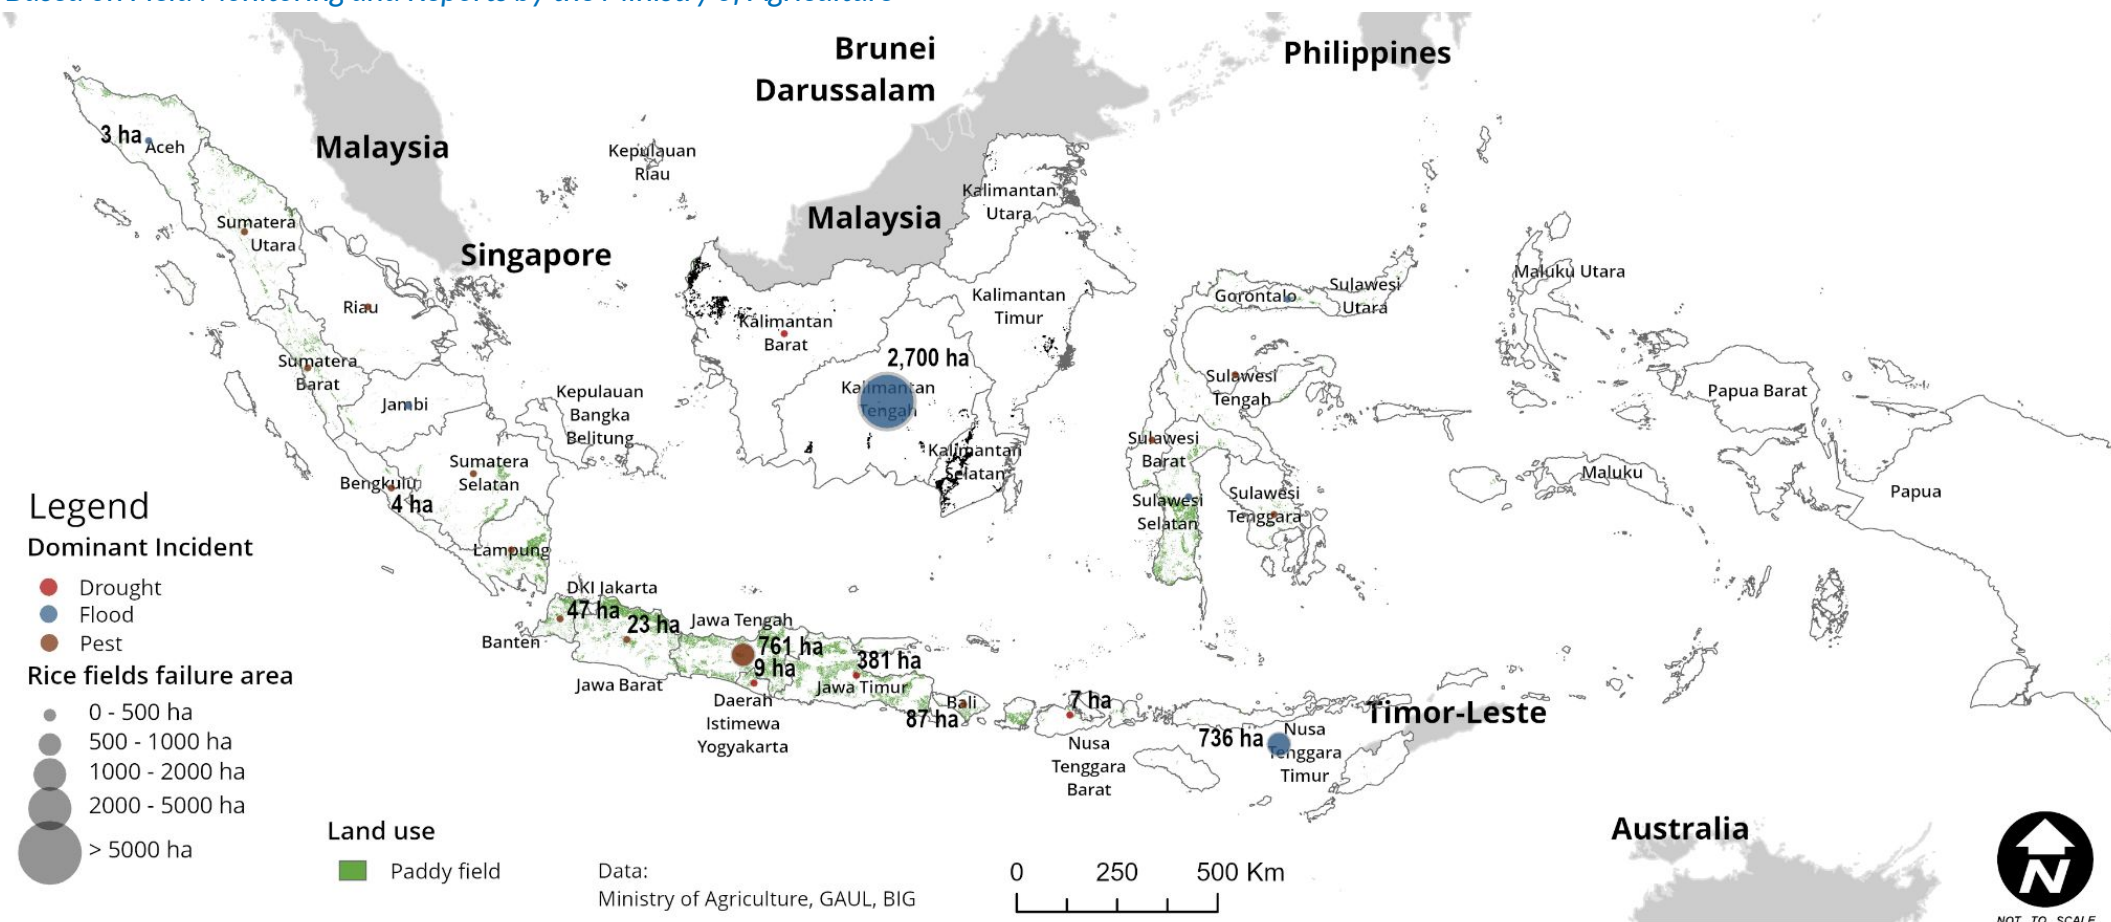 Based on Field Monitoring and Reports by the Ministry of Agriculture
Brunei
Darussalam
Philippines
Malaysia
Kepulauan
Riau
3 ha
Aceh
Kalimantan
Utara
Malaysia
Sumatera
Utara
Singapore
Riau
Maluku Utara
Gorontalo
Sulawesi
Utara
Kalimantan
Timur
Kalimantan
Barat
2,700 ha
Kalimantan
Tengah
Sumatera
Barat
Jambi
Kepulauan
Bangka
Belitung
Sulawesi
Tengah
Papua Barat
Sulawesi
Barat
Kalimantan
Selatan
Sumatera
Selatan
Bengkulu
4 ha
Maluku
Papua
Sulawesi
Selatan
Sulawesi
Tenggara
Lampung
Legend
Dominant Incident
Drought
Flood
Pest
Rice fields failure area
0 - 500 ha
500 - 1000 ha
1000 - 2000 ha
2000 - 5000 ha
> 5000 ha
DKI Jakarta
47 ha
23 ha
Banten
Jawa Tengah
761 ha
9 ha
381 ha
Jawa Barat
Jawa Timur
Daerah
Istimewa
Yogyakarta
Bali
87 ha
7 ha
Nusa
Tenggara
Barat
736 ha
Nusa
Tenggara
Timur
Timor-Leste
Australia
Land use
Paddy field
Data:
Ministry of Agriculture, GAUL, BIG
0 250 500 Km
N
NOT TO SCALE